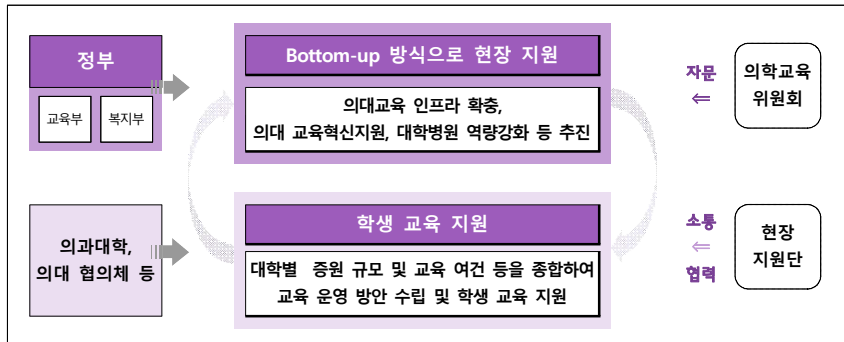 정부
교육부
복지부
Bottom-up 방식으로 현장 지원
의대교육 인프라 확충,
의대 교육혁신지원, 대학병원 역량강화 등 추진
자문
⇐
의학교육
위원회
의과대학,
의대 협의체 등
학생 교육 지원
대학별 증원 규모 및 교육 여건 등을 종합하여
교육 운영 방안 수립 및 학생 교육 지원
소통
⇐
협력
현장
지원단